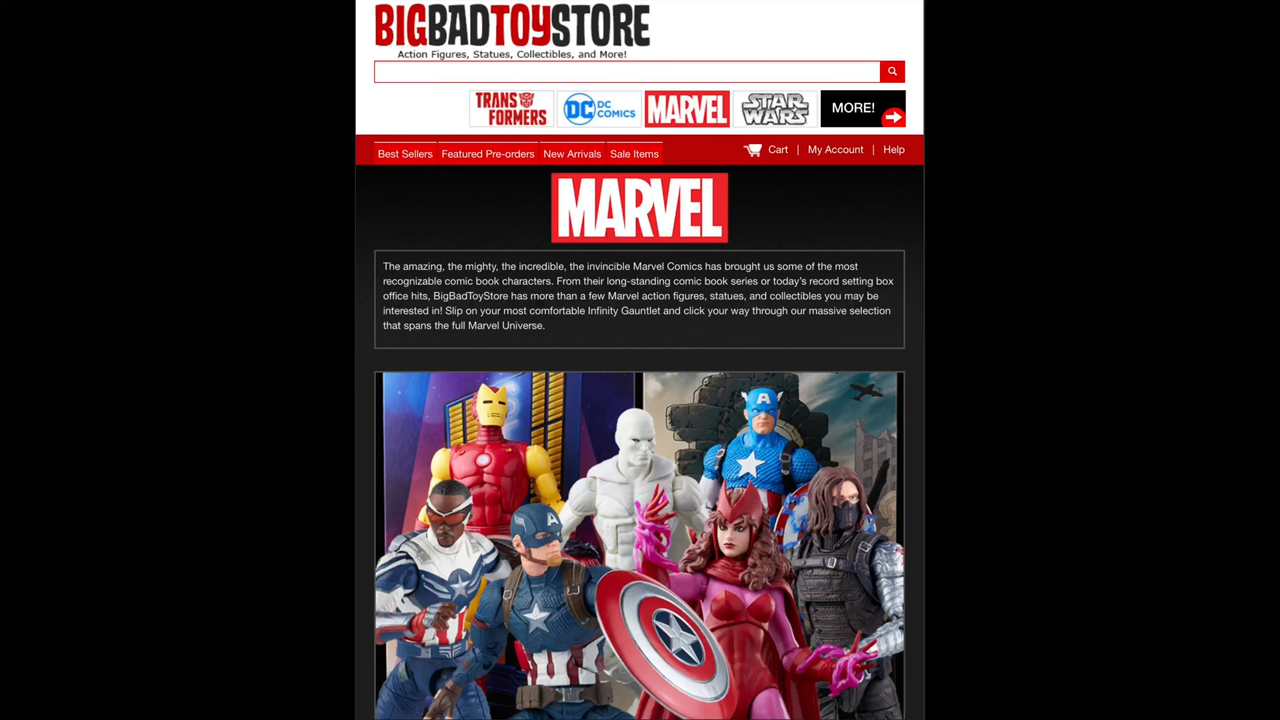 BIGBADTOYSTORE
Action Figures, Statues, Collectibles, and More!
TRANSFORMERS
DC DC COMICS
MARVEL
STAR WARS
MORE!
Best Sellers
Featured Pre-orders
New Arrivals
Sale Items
Cart | My Account | Help
MARVEL
The amazing, the mighty, the incredible, the invincible Marvel Comics has brought us some of the most
recognizable comic book characters. From their long-standing comic book series or today's record setting box
office hits, BigBadToyStore has more than a few Marvel action figures, statues, and collectibles you may be
interested in! Slip on your most comfortable Infinity Gauntlet and click your way through our massive selection
that spans the full Marvel Universe.
A
A